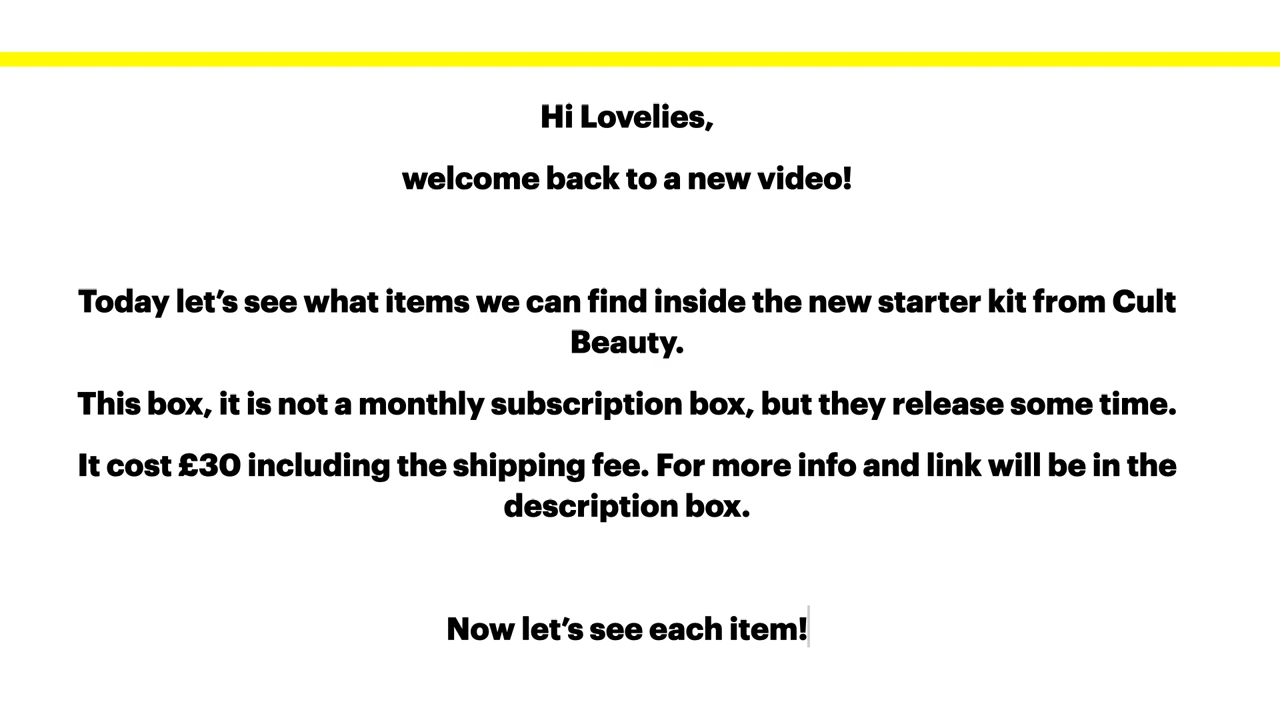 Hi Lovelies,
welcome back to a new video!
Today let’s see what items we can find inside the new starter kit from Cult
Beauty.
This box, it is not a monthly subscription box, but they release some time.
It cost £30 including the shipping fee. For more info and link will be in the
description box.
Now let’s see each item!